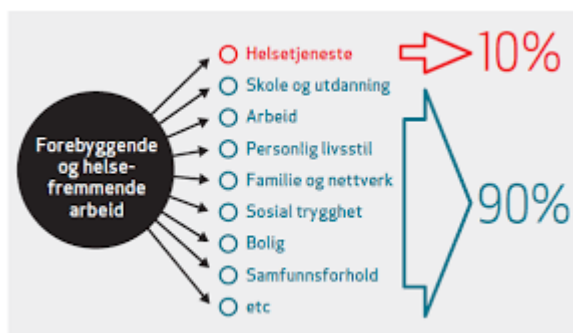 Forebyggende
og helse-
fremmende
arbeid
Helsetjeneste
Skole og utdanning
Arbeid
Personlig livsstil
Familie og nettverk
Sosial trygghet
Bolig
Samfunnsforhold
etc
10%
90%